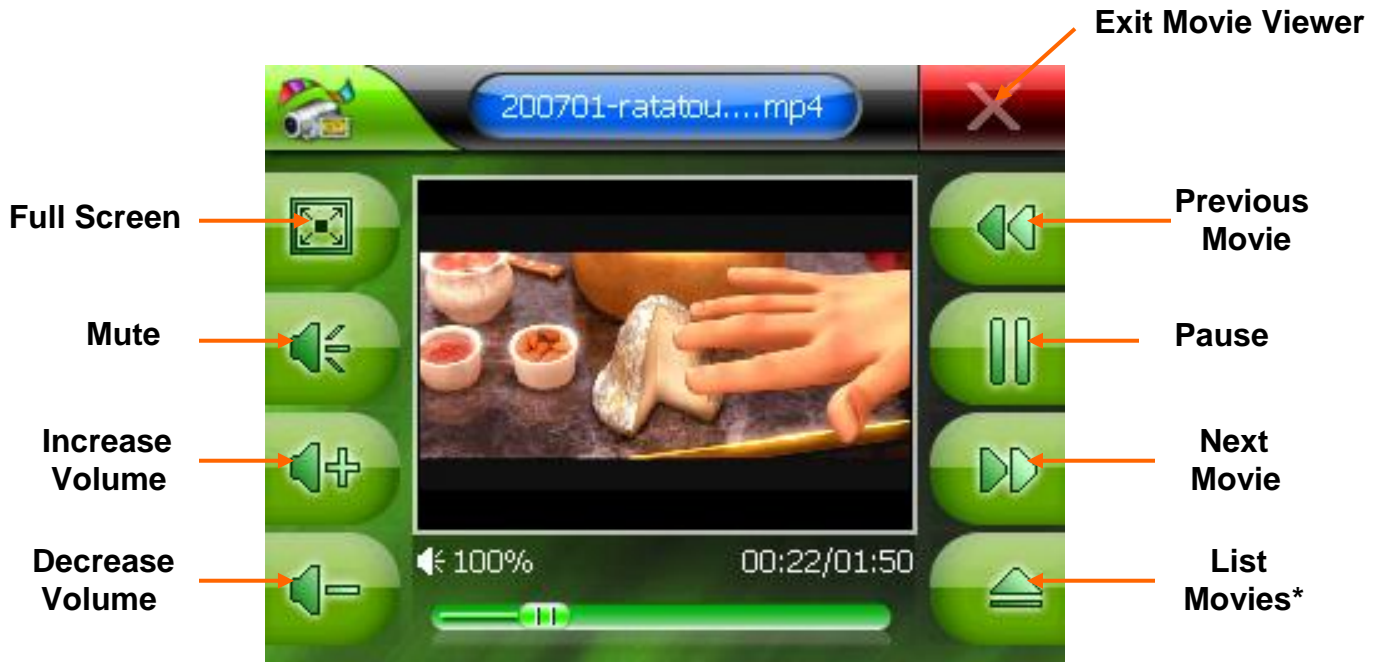 Exit Movie Viewer
200701-ratatou....mp4
Full Screen
Previous
Movie
Mute
Pause
Increase
Volume
Next
Movie
100%
00:22/01:50
Decrease
Volume
List
Movies*